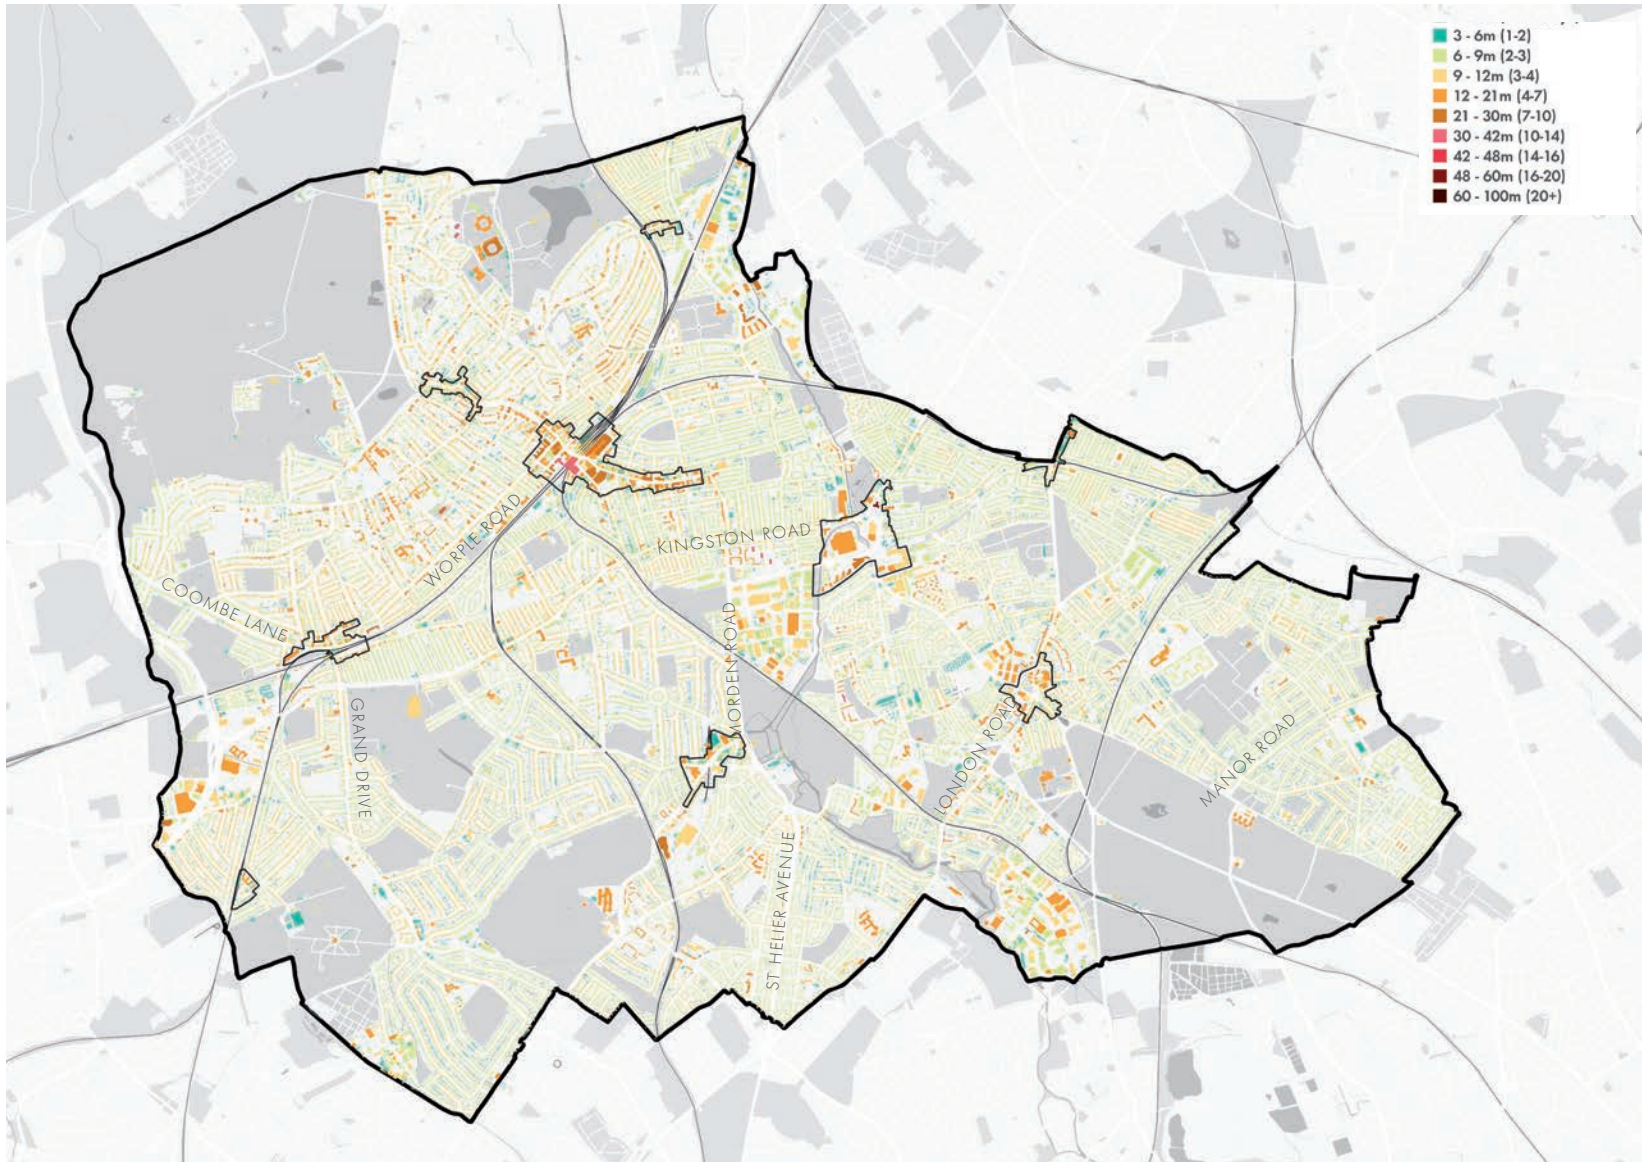 3 - 6m (1-2)
6 - 9m (2-3)
9 - 12m (3-4)
12 - 21m (4-7)
21 - 30m (7-10)
30 - 42m (10-14)
42 - 48m (14-16)
48 - 60m (16-20)
60 - 100m (20+)
WORPLE ROAD
KINGSTON ROAD
COOMBE LANE
MORDEN ROAD
GRAND DRIVE
LONDON ROAD
MANOR ROAD
ST HELIER AVENUE